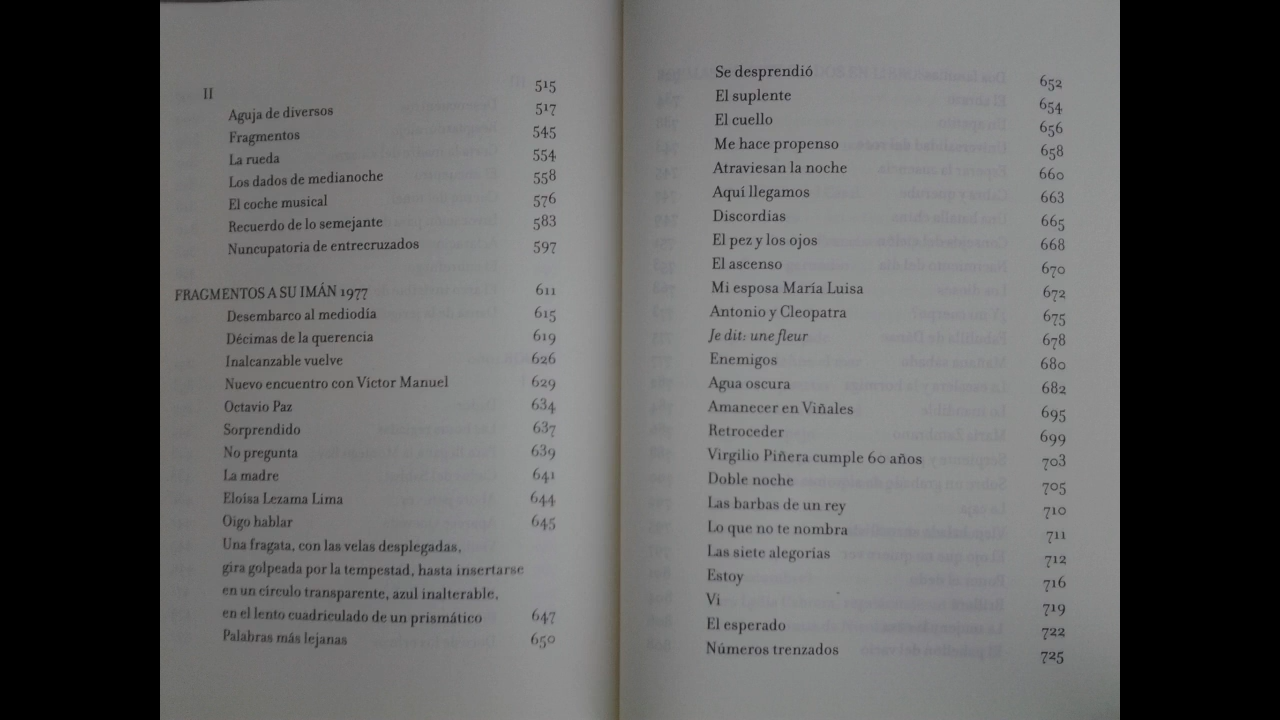 II 515
Aguja de diversos 517
Fragmentos 545
La rueda 554
Los dados de medianoche 558
El coche musical 576
Recuerdo de lo semejante 583
Nuncupatoria de entrecruzados 597
FRAGMENTOS A SU IMÁN 1977 611
Desembarco al mediodía 615
Décimas de la querencia 619
Inalcanzable vuelve 626
Nuevo encuentro con Víctor Manuel 629
Octavio Paz 634
Sorprendido 637
No pregunta 639
La madre 641
Eloísa Lezama Lima 644
Oigo hablar 645
Una fragata, con las velas desplegadas,
gira golpeada por la tempestad, hasta insertarse
en un círculo transparente, azul inalterable,
en el lento cuadriculado de un prismático 647
Palabras más lejanas 650
Se desprendió 652
El suplente 654
El cuello 656
Me hace propenso 658
Atraviesan la noche 660
Aquí llegamos 663
Discordias 665
El pez y los ojos 668
El ascenso 670
Mi esposa María Luisa 672
Antonio y Cleopatra 675
Je dit: une fleur 678
Enemigos 680
Agua oscura 682
Amanecer en Viñales 695
Retroceder 699
Virgilio Piñera cumple 60 años 703
Doble noche 705
Las barbas de un rey 710
Lo que no te nombra 711
Las siete alegorías 712
Estoy 716
Vi 719
El esperado 722
Números trenzados 725